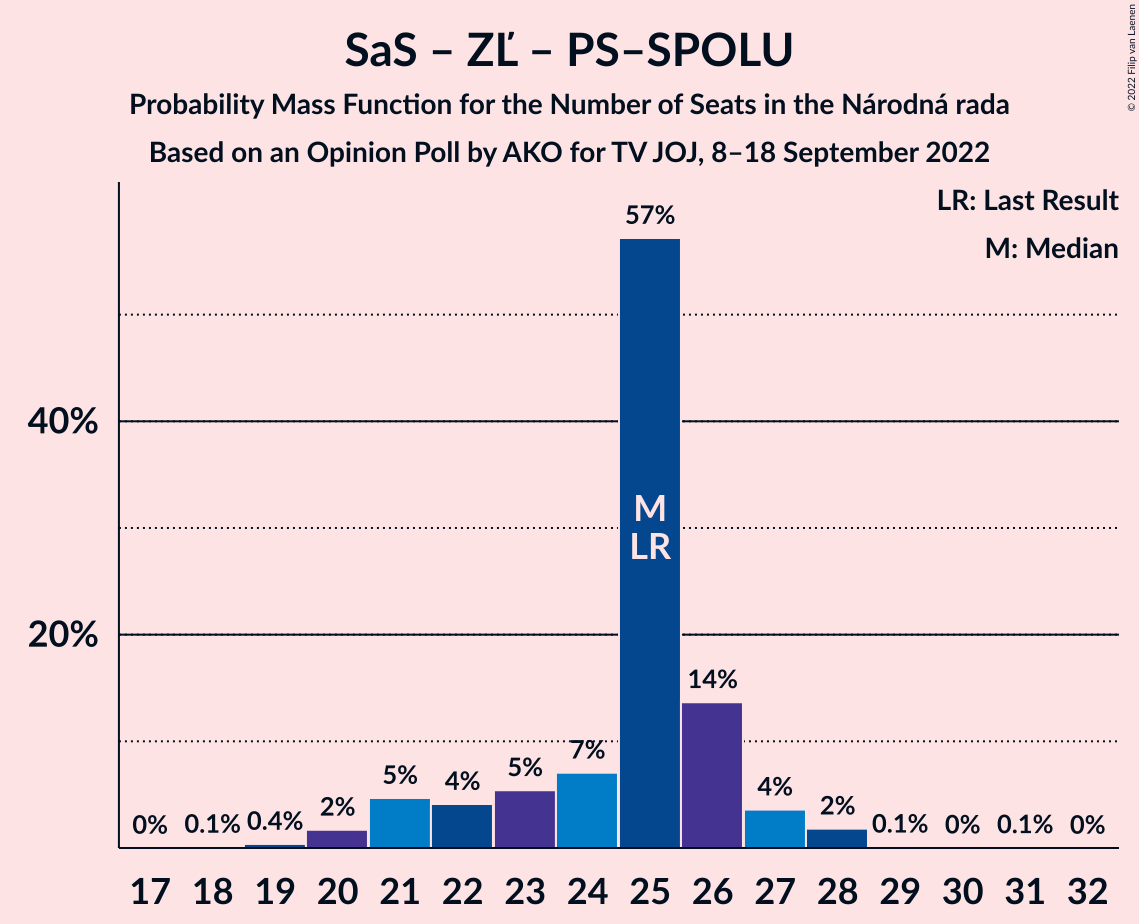 SaS – ZĽ – PS–SPOLU
Probability Mass Function for the Number of Seats in the Národná rada
Based on an Opinion Poll by AKO for TV JOJ, 8–18 September 2022
© 2022 Filip van Laenen
LR: Last Result
M: Median
40%
20%
0%
0.1%
0.4%
2%
5%
4%
5%
7%
57%
14%
4%
2%
0.1%
0%
0.1%
0%
M
LR
17 18 19 20 21 22 23 24 25 26 27 28 29 30 31 32